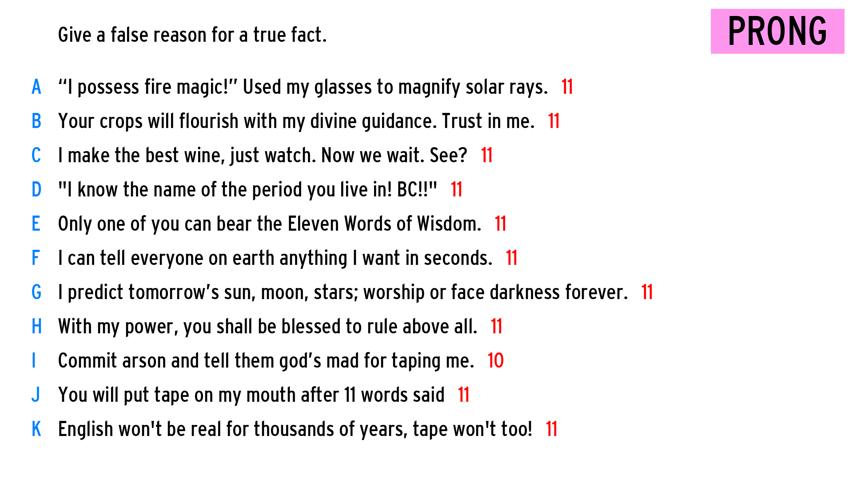 Give a false reason for a true fact.
PRONG
A “I possess fire magic!” Used my glasses to magnify solar rays. 11
B Your crops will flourish with my divine guidance. Trust in me. 11
C I make the best wine, just watch. Now we wait. See? 11
D "I know the name of the period you live in! BC!!" 11
E Only one of you can bear the Eleven Words of Wisdom. 11
F I can tell everyone on earth anything I want in seconds. 11
G I predict tomorrow’s sun, moon, stars; worship or face darkness forever. 11
H With my power, you shall be blessed to rule above all. 11
I Commit arson and tell them god’s mad for taping me. 10
J You will put tape on my mouth after 11 words said 11
K English won't be real for thousands of years, tape won't too! 11